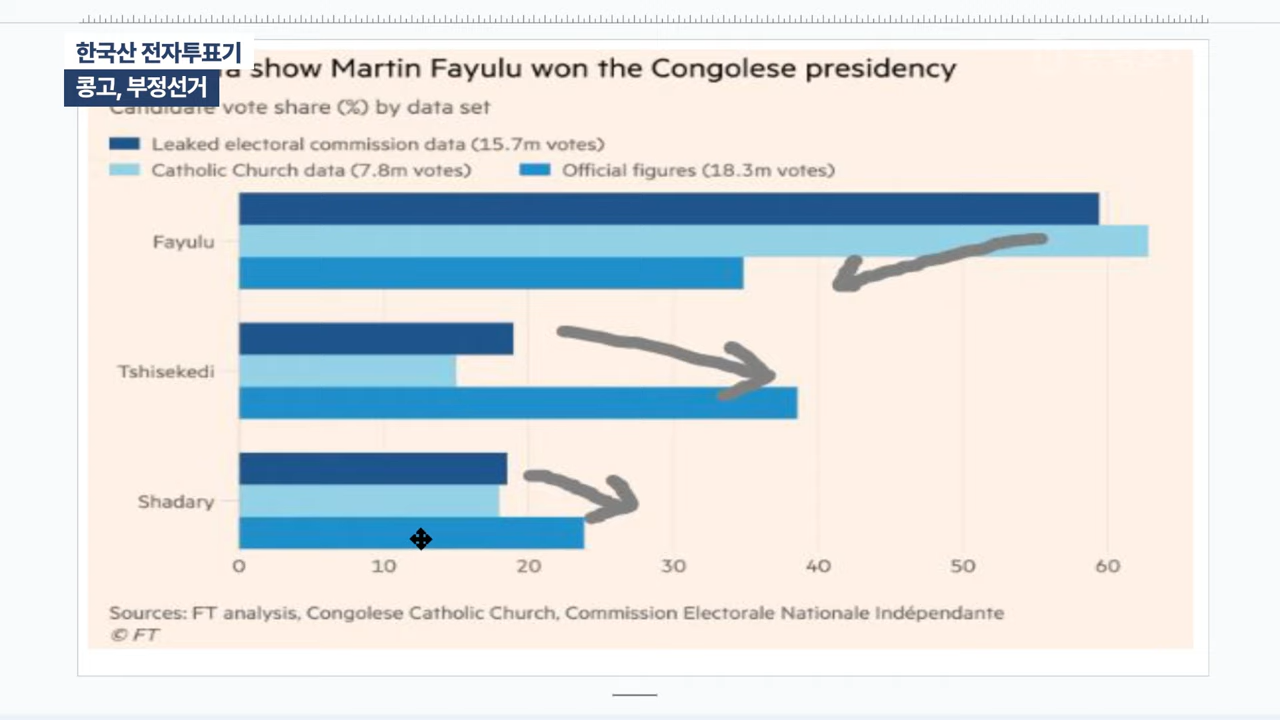 한국산 전자투표기
콩고, 부정선거
show Martin Fayulu won the Congolese presidency
Candidate vote share (%) by data set
Leaked electoral commission data (15.7m votes)
Catholic Church data (7.8m votes) Official figures (18.3m votes)
Fayulu
Tshisekedi
Shadary
0 10 20 30 40 50 60
Sources: FT analysis, Congolese Catholic Church, Commission Electorale Nationale Indépendante
© FT